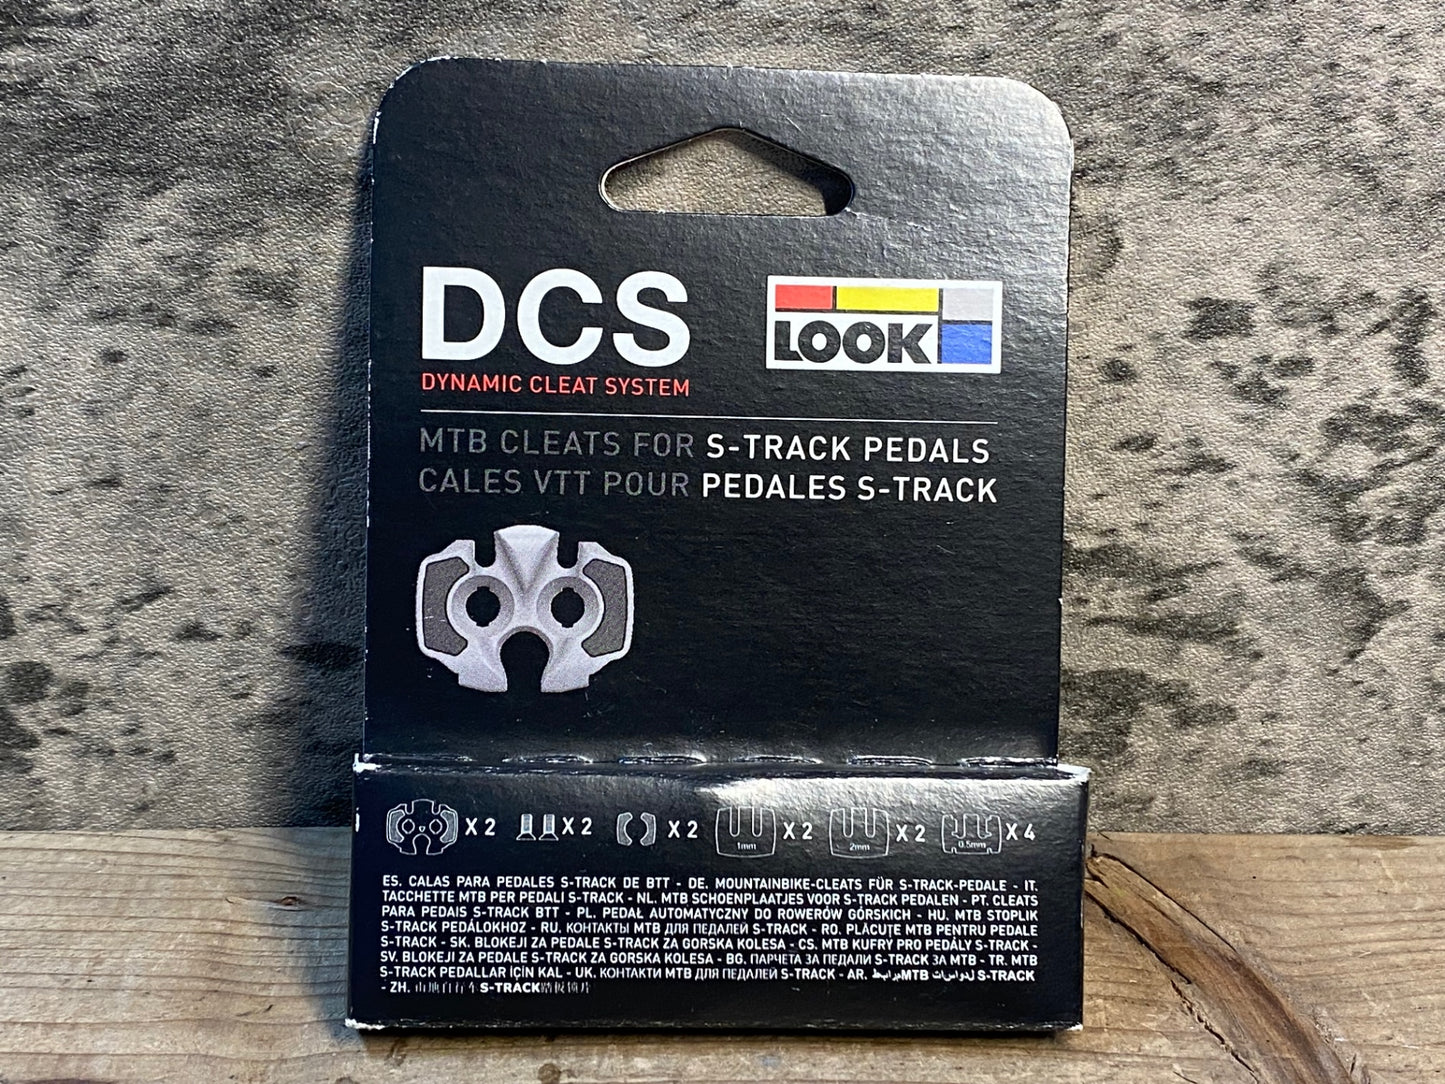 DCS
LOOK
DYNAMIC CLEAT SYSTEM
MTB CLEATS FOR S-TRACK PEDALS
CALES VTT POUR PEDALES S-TRACK
X 2 X 2 X 2 X 2 X 2 X 4
1mm 2mm 0.5mm
ES. CALAS PARA PEDALES S-TRACK DE BTT - DE. MOUNTAINBIKE-CLEATS FÜR S-TRACK-PEDALE - IT.
TACCHETTE MTB PER PEDALI S-TRACK - NL. MTB SCHOENPLAATJES VOOR S-TRACK PEDALEN - PT. CLEATS
PARA PEDAIS S-TRACK BTT - PL. PEDAŁ AUTOMATYCZNY DO ROWERÓW GÓRSKICH - HU. MTB STOPLIK
S-TRACK PEDÁLOKHOZ - RU. КОНТАКТЫ МТВ ДЛЯ ПЕДАЛЕЙ S-TRACK - RO. PLĂCUȚE MTB PENTRU PEDALE
S-TRACK - SK. BLOKEJI ZA PEDALE S-TRACK ZA GORSKA KOLESA - CS. MTB KUFRY PRO PEDÁLY S-TRACK -
SV. BLOKEJI ZA PEDALE S-TRACK ZA GORSKA KOLESA - BG. ПАРЧЕТА ЗА ПЕДАЛИ S-TRACK ЗА МТВ - TR. MTB
S-TRACK PEDALLAR İÇİN KAL - UK. КОНТАКТИ МТВ ДЛЯ ПЕДАЛЕЙ S-TRACK - AR. MTB S-TRACK
- ZH. S-TRACK